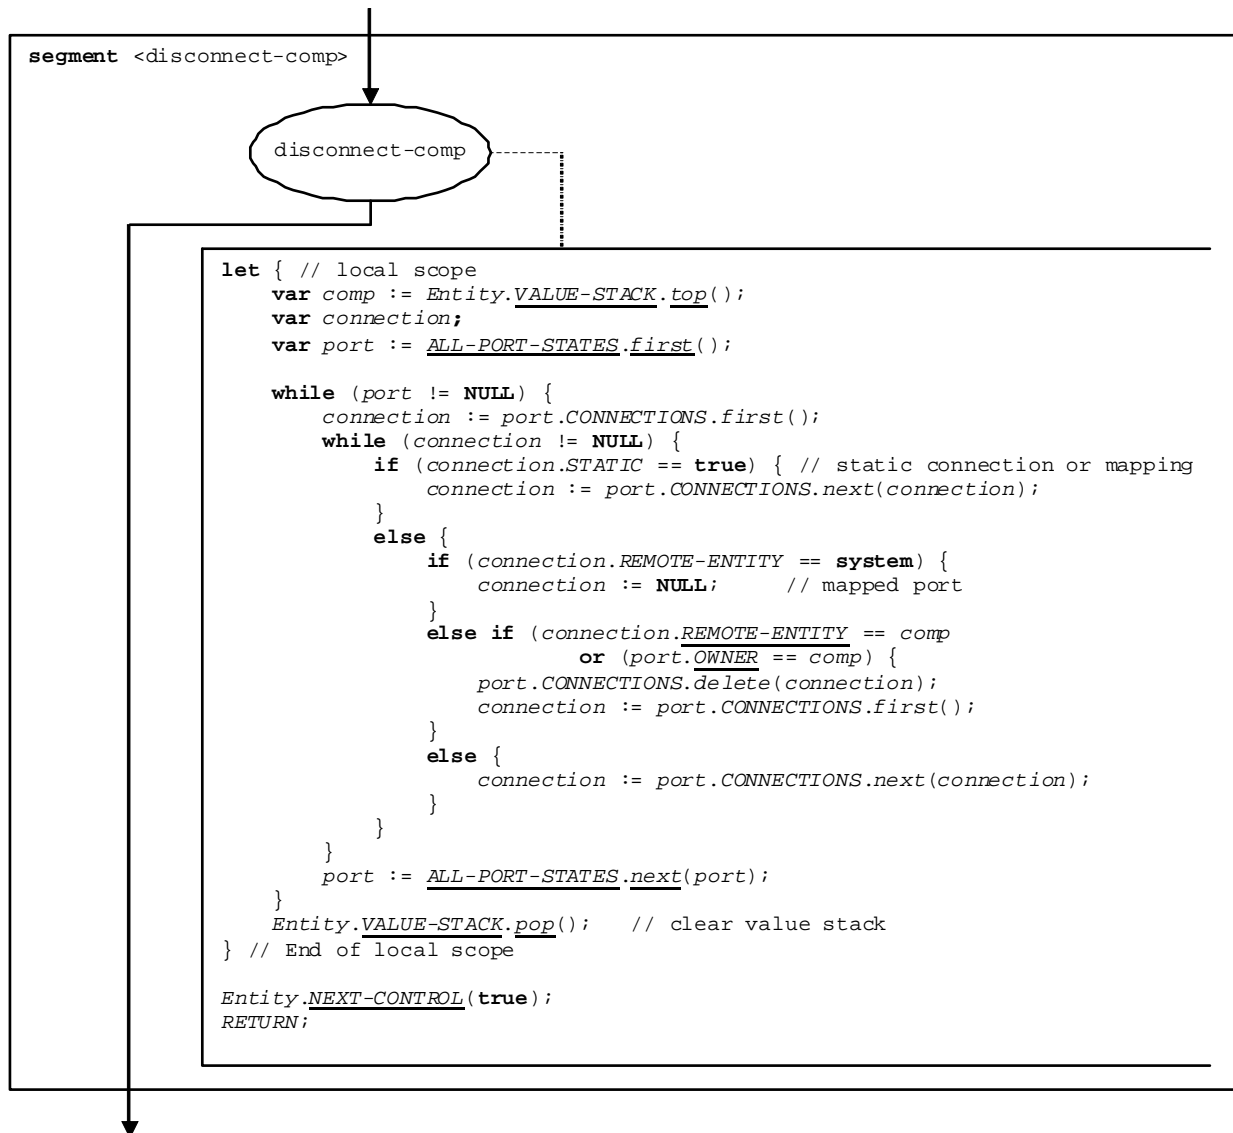 segment <disconnect-comp>
disconnect-comp
let { // local scope
    var comp := Entity.VALUE-STACK.top();
    var connection;
    var port := ALL-PORT-STATES.first();
    while (port != NULL) {
        connection := port.CONNECTIONS.first();
        while (connection != NULL) {
            if (connection.STATIC == true) { // static connection or mapping
                connection := port.CONNECTIONS.next(connection);
            }
            else {
                if (connection.REMOTE-ENTITY == system) {
                    connection := NULL;     // mapped port
                }
                else if (connection.REMOTE-ENTITY == comp
                            or (port.OWNER == comp) {
                    port.CONNECTIONS.delete(connection);
                    connection := port.CONNECTIONS.first();
                }
                else {
                    connection := port.CONNECTIONS.next(connection);
                }
            }
        }
        port := ALL-PORT-STATES.next(port);
    }
    Entity.VALUE-STACK.pop();   // clear value stack
} // End of local scope
Entity.NEXT-CONTROL(true);
RETURN;